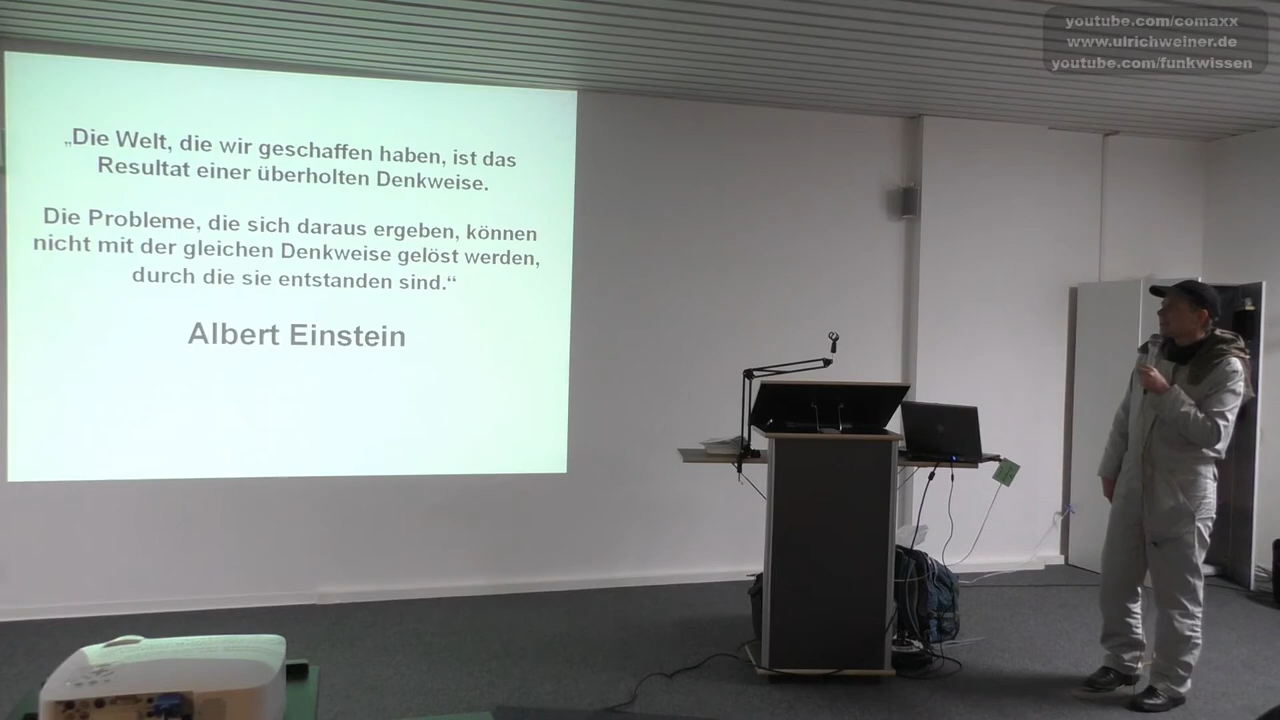 youtube.com/comaxx
www.ulrichweiner.de
youtube.com/funkwissen
„Die Welt, die wir geschaffen haben, ist das
Resultat einer überholten Denkweise.
Die Probleme, die sich daraus ergeben, können
nicht mit der gleichen Denkweise gelöst werden,
durch die sie entstanden sind.“
Albert Einstein